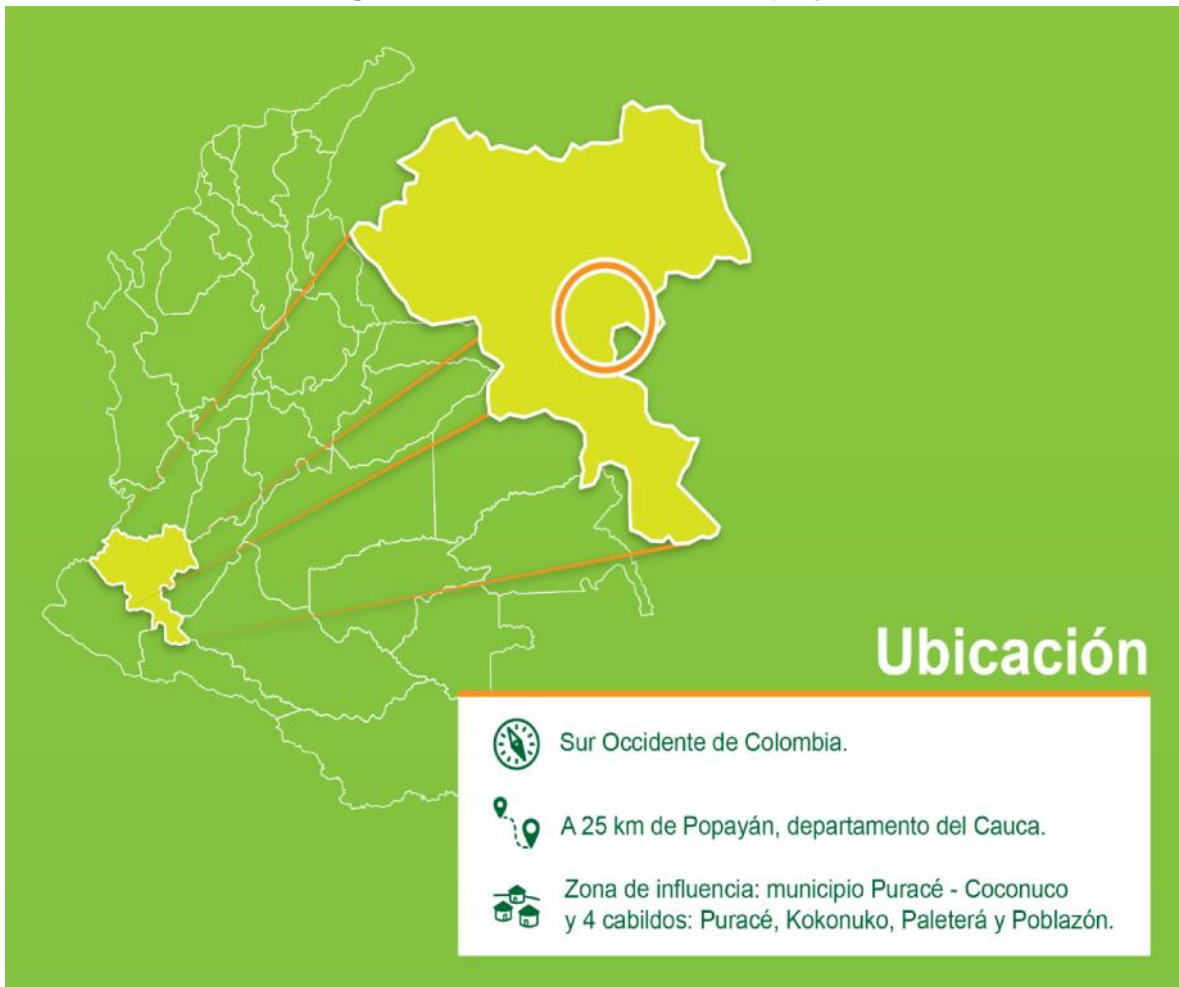 Ubicación
Sur Occidente de Colombia.
A 25 km de Popayán, departamento del Cauca.
Zona de influencia: municipio Puracé - Coconuco
y 4 cabildos: Puracé, Kokonuko, Paleterá y Poblazón.